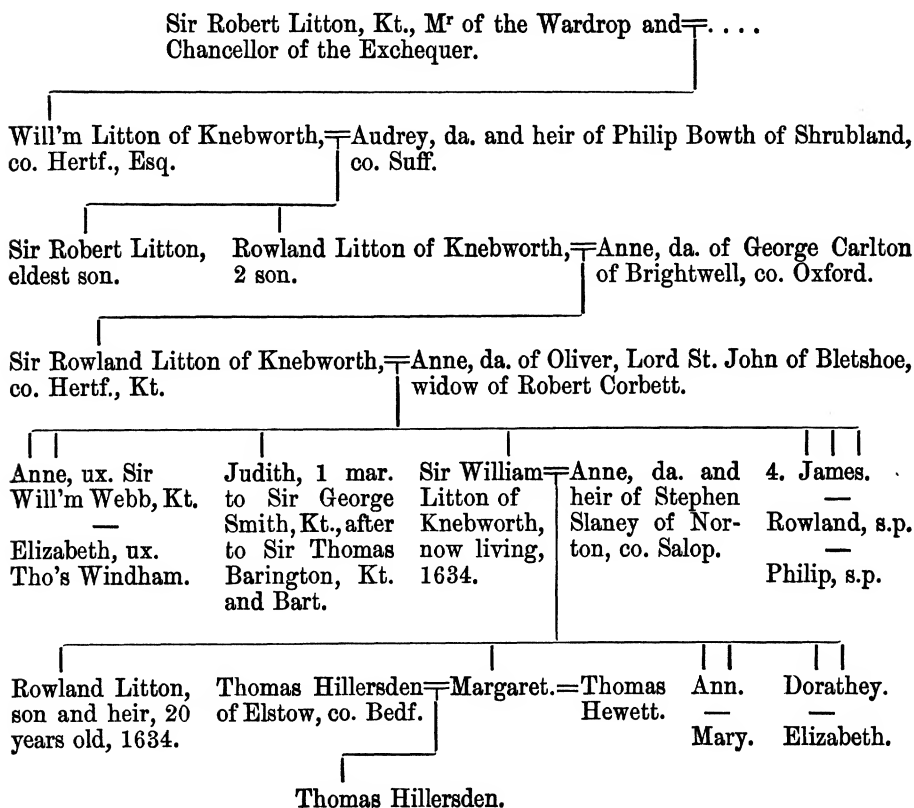 Sir Robert Litton, Kt., Mʳ of the Wardrop and=. . . .
Chancellor of the Exchequer.
Will'm Litton of Knebworth,=Audrey, da. and heir of Philip Bowth of Shrubland,
co. Hertf., Esq.
co. Suff.
Sir Robert Litton,
eldest son.
Rowland Litton of Knebworth,=Anne, da. of George Carlton
2 son.
of Brightwell, co. Oxford.
Sir Rowland Litton of Knebworth,=Anne, da. of Oliver, Lord St. John of Bletshoe,
co. Hertf., Kt.
widow of Robert Corbett.
Anne, ux. Sir
Will'm Webb, Kt.
—
Elizabeth, ux.
Tho's Windham.
Judith, 1 mar.
to Sir George
Smith, Kt., after
to Sir Thomas
Barington, Kt.
and Bart.
Sir William=
Litton of
Knebworth,
now living,
1634.
Anne, da. and
heir of Stephen
Slaney of Nor-
ton, co. Salop.
4. James.
—
Rowland, s.p.
—
Philip, s.p.
Rowland Litton,
son and heir, 20
years old, 1634.
Thomas Hillersden=Margaret.=Thomas
of Elstow, co. Bedf.
Hewett.
Ann.
—
Mary.
Dorathey.
—
Elizabeth.
Thomas Hillersden.